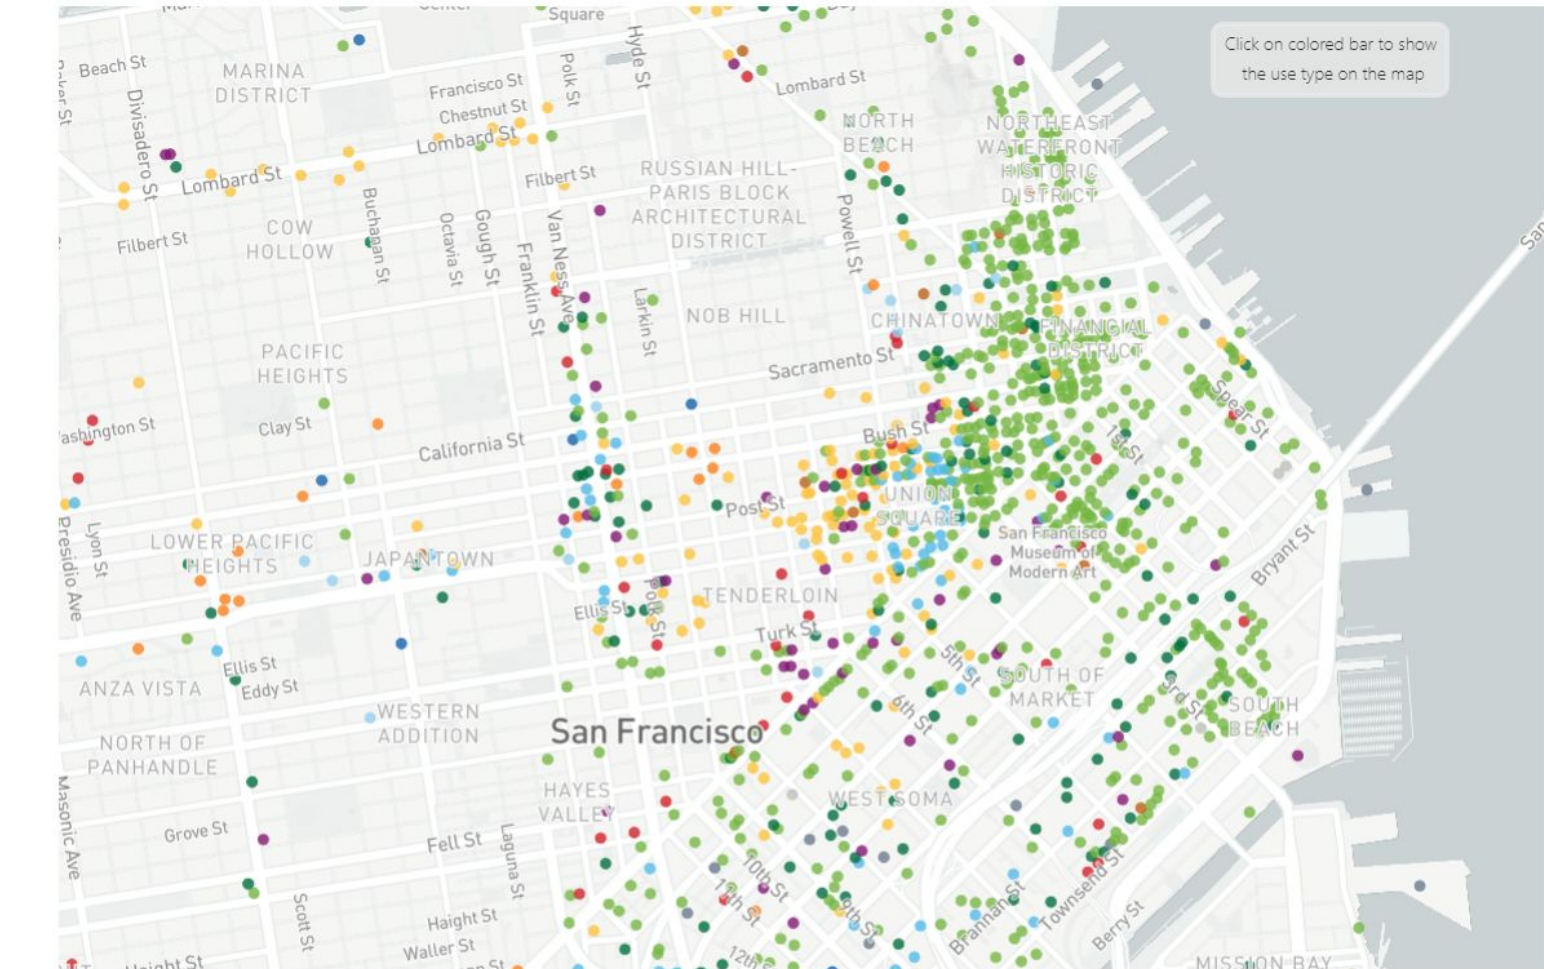 Square
Beach St
MARINA
DISTRICT
Divisadero St
Francisco St
Chestnut St
Lombard St
Polk St
Hyde St
Lombard St
Click on colored bar to show
the use type on the map
NORTH
BEACH
NORTHEAST
WATERFRONT
HISTORIC
DISTRICT
Lombard St
Filbert St
RUSSIAN HILL-
PARIS BLOCK
ARCHITECTURAL
DISTRICT
Filbert St
COW
HOLLOW
Buchanan St
Octavia St
Gough St
Franklin St
Van Ness Ave
Powell St
San
Larkin St
NOB HILL
CHINATOWN
FINANCIAL
DISTRICT
PACIFIC
HEIGHTS
Sacramento St
Spear St
Washington St
Clay St
California St
Bush St
1st St
Post St
UNION
SQUARE
Presidio Ave
Lyon St
LOWER PACIFIC
HEIGHTS
JAPANTOWN
San Francisco
Museum of
Modern Art
Bryant St
TENDERLOIN
Ellis St
Polk St
Turk St
Ellis St
Eddy St
ANZA VISTA
5th St
6th St
SOUTH OF
MARKET
3rd St
SOUTH
BEACH
WESTERN
ADDITION
San Francisco
NORTH OF
PANHANDLE
HAYES
VALLEY
WEST SOMA
Masonic Ave
Grove St
Fell St
Laguna St
10th St
11th St
9th St
Townsend St
Brannan St
Berry St
Scott St
Haight St
Waller St
Haight St
12th S
MISSION BAY